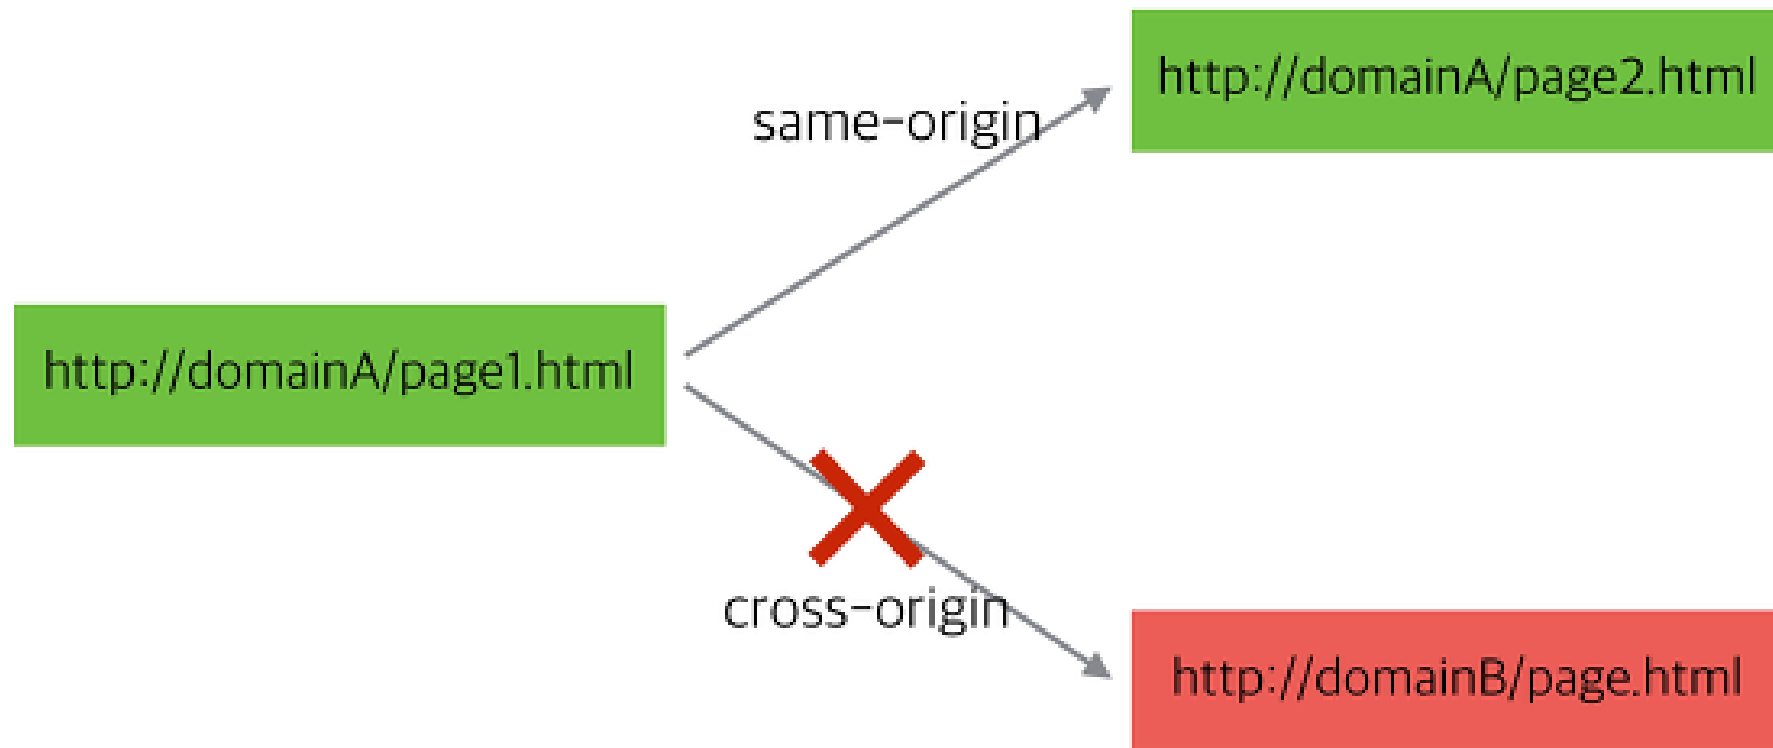 http://domainA/page2.html
same-origin
http://domainA/page1.html
cross-origin
http://domainB/page.html